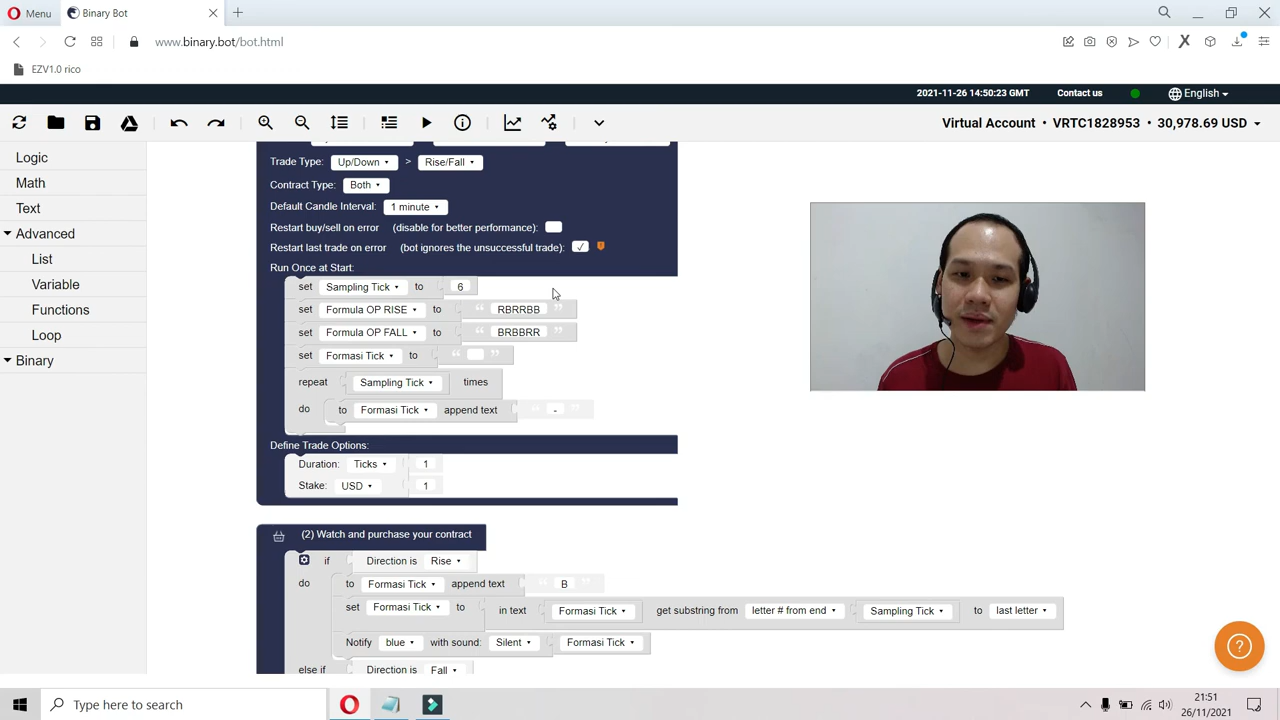 Menu
Binary Bot
www.binary.bot/bot.html
EZV1.0 rico
2021-11-26 14:50:23 GMT
Contact us
English
Virtual Account • VRTC1828953 • 30,978.69 USD
Logic
Math
Text
Advanced
List
Variable
Functions
Loop
Binary
Trade Type: Up/Down > Rise/Fall
Contract Type: Both
Default Candle Interval: 1 minute
Restart buy/sell on error (disable for better performance):
Restart last trade on error (bot ignores the unsuccessful trade): ✓
Run Once at Start:
set Sampling Tick to 6
set Formula OP RISE to “ RBRRBB ”
set Formula OP FALL to “ BRBBRR ”
set Formasi Tick to “ ”
repeat Sampling Tick times
do to Formasi Tick append text “ - ”
Define Trade Options:
Duration: Ticks 1
Stake: USD 1
(2) Watch and purchase your contract
if Direction is Rise
do to Formasi Tick append text “ B ”
set Formasi Tick to in text Formasi Tick get substring from letter # from end Sampling Tick to last letter
Notify blue with sound: Silent Formasi Tick
else if Direction is Fall
Type here to search
21:51
26/11/2021